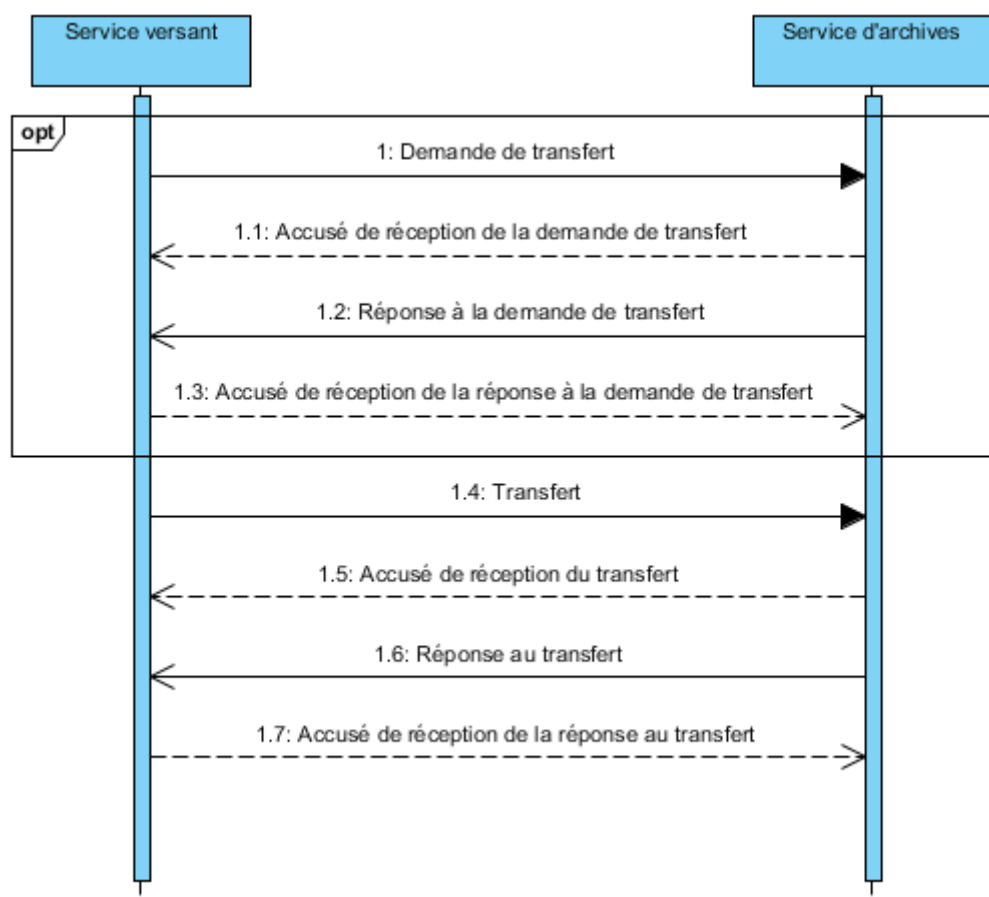 Service versant
Service d'archives
opt
1: Demande de transfert
1.1: Accusé de réception de la demande de transfert
1.2: Réponse à la demande de transfert
1.3: Accusé de réception de la réponse à la demande de transfert
1.4: Transfert
1.5: Accusé de réception du transfert
1.6: Réponse au transfert
1.7: Accusé de réception de la réponse au transfert